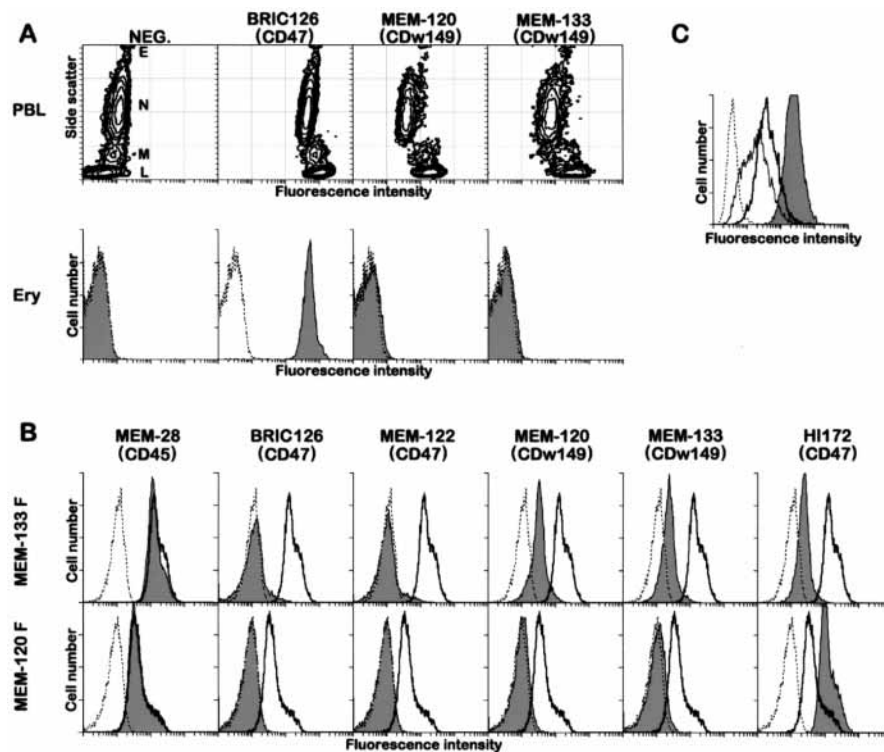 A
NEG.
BRIC126
(CD47)
MEM-120
(CDw149)
MEM-133
(CDw149)
C
PBL
Side scatter
E
N
M
L
Fluorescence intensity
Cell number
Fluorescence intensity
Ery
Cell number
Fluorescence intensity
B
MEM-28
(CD45)
BRIC126
(CD47)
MEM-122
(CD47)
MEM-120
(CDw149)
MEM-133
(CDw149)
HI172
(CD47)
MEM-133 F
Cell number
MEM-120 F
Cell number
Fluorescence intensity